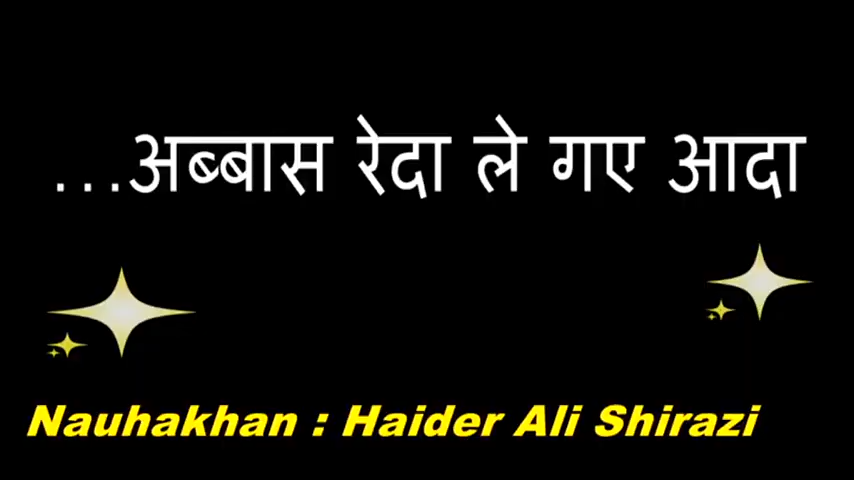 ...अब्बास रेदा ले गए आदा
Nauhakhan : Haider Ali Shirazi